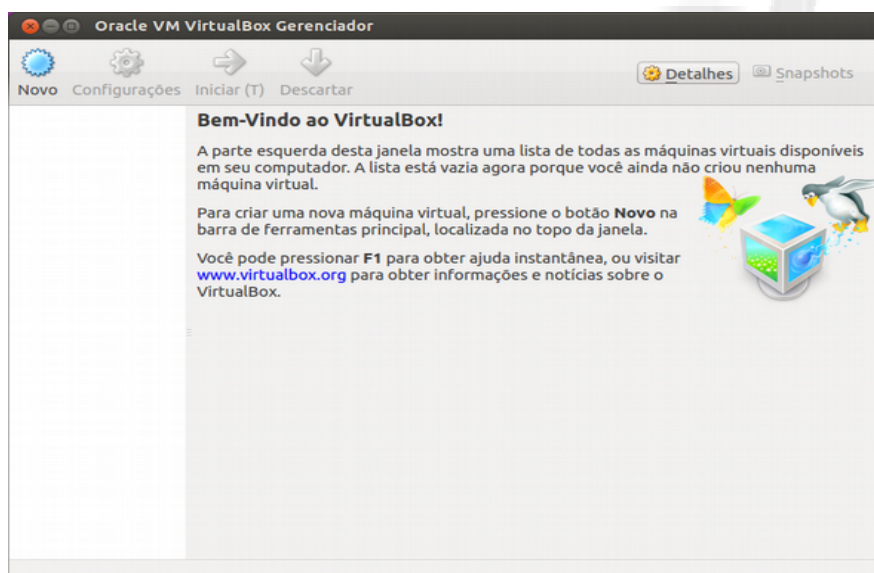 Oracle VM VirtualBox Gerenciador
Novo Configurações Iniciar (T) Descartar
Detalhes Snapshots
Bem-Vindo ao VirtualBox!
A parte esquerda desta janela mostra uma lista de todas as máquinas virtuais disponíveis
em seu computador. A lista está vazia agora porque você ainda não criou nenhuma
máquina virtual.
Para criar uma nova máquina virtual, pressione o botão Novo na
barra de ferramentas principal, localizada no topo da janela.
Você pode pressionar F1 para obter ajuda instantânea, ou visitar
www.virtualbox.org para obter informações e notícias sobre o
VirtualBox.